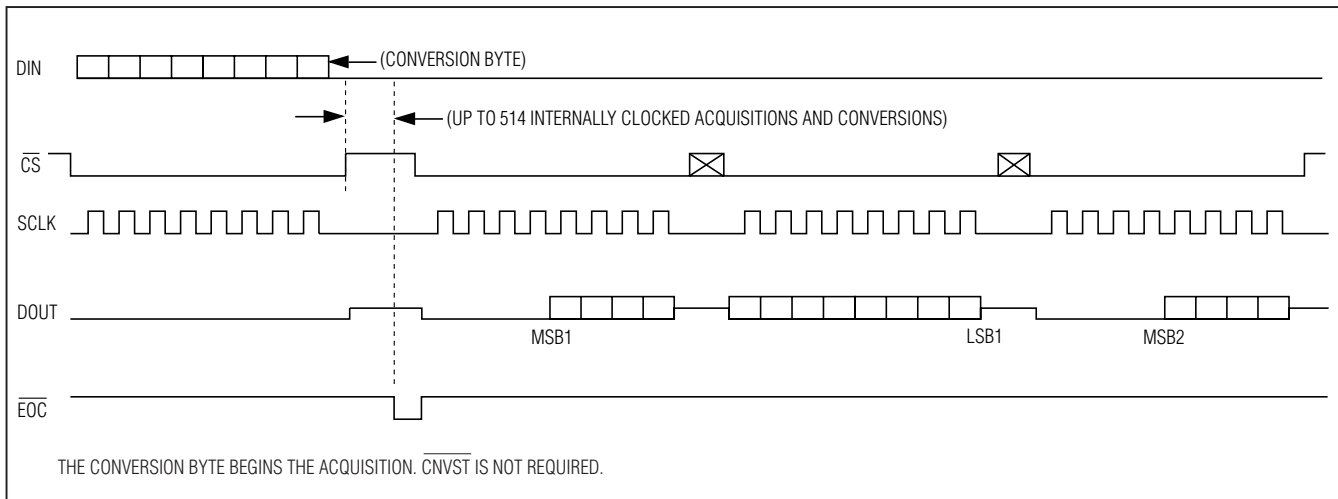 DIN
(CONVERSION BYTE)
(UP TO 514 INTERNALLY CLOCKED ACQUISITIONS AND CONVERSIONS)
CS
SCLK
DOUT
MSB1
LSB1
MSB2
EOC
THE CONVERSION BYTE BEGINS THE ACQUISITION. CNVST IS NOT REQUIRED.